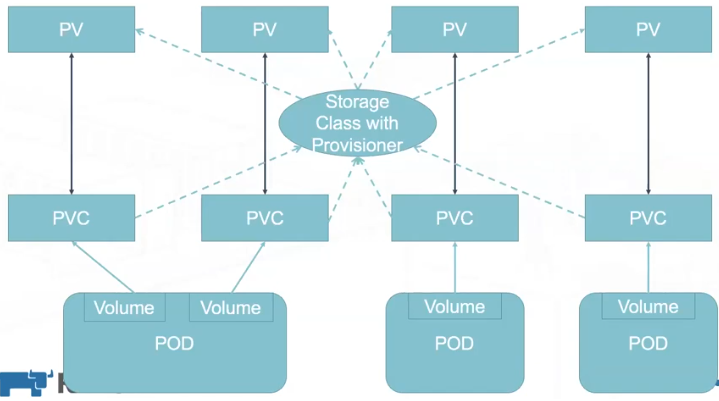 PV
PV
PV
PV
Storage
Class with
Provisioner
PVC
PVC
PVC
PVC
Volume
Volume
Volume
Volume
POD
POD
POD